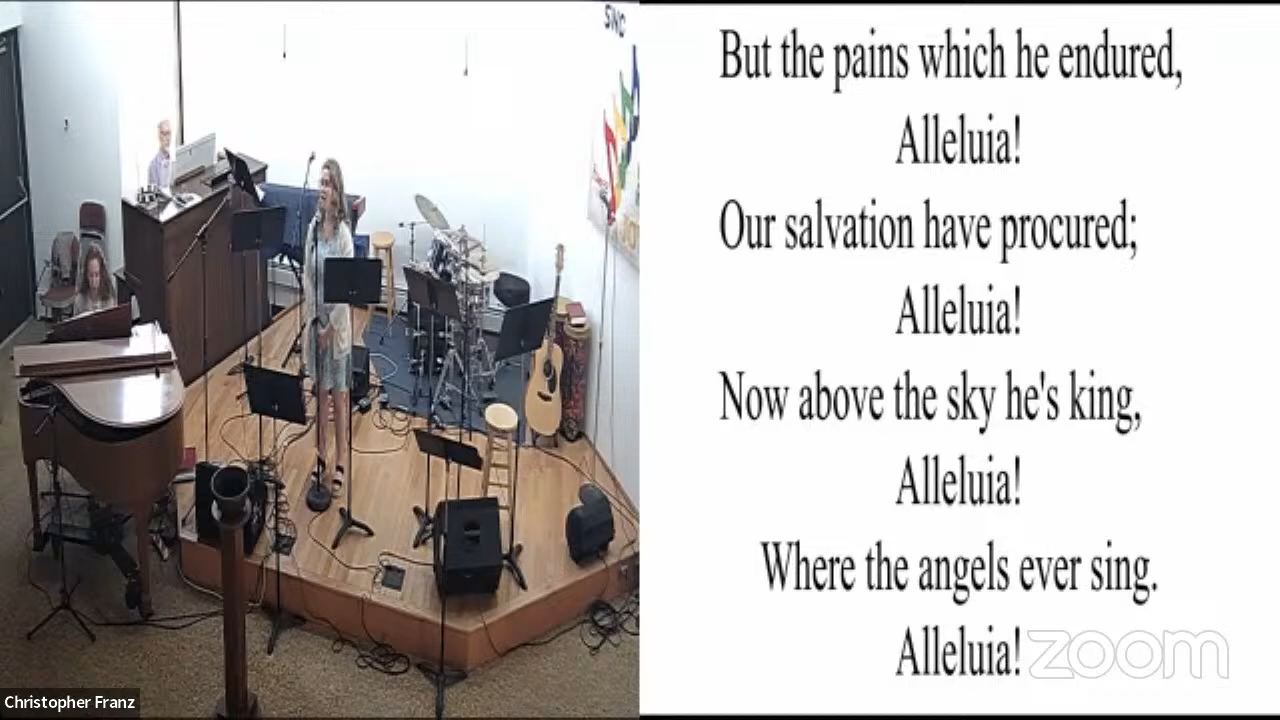 SING
But the pains which he endured,
Alleluia!
Our salvation have procured;
Alleluia!
Now above the sky he's king,
Alleluia!
Where the angels ever sing.
Alleluia!
zoom
Christopher Franz